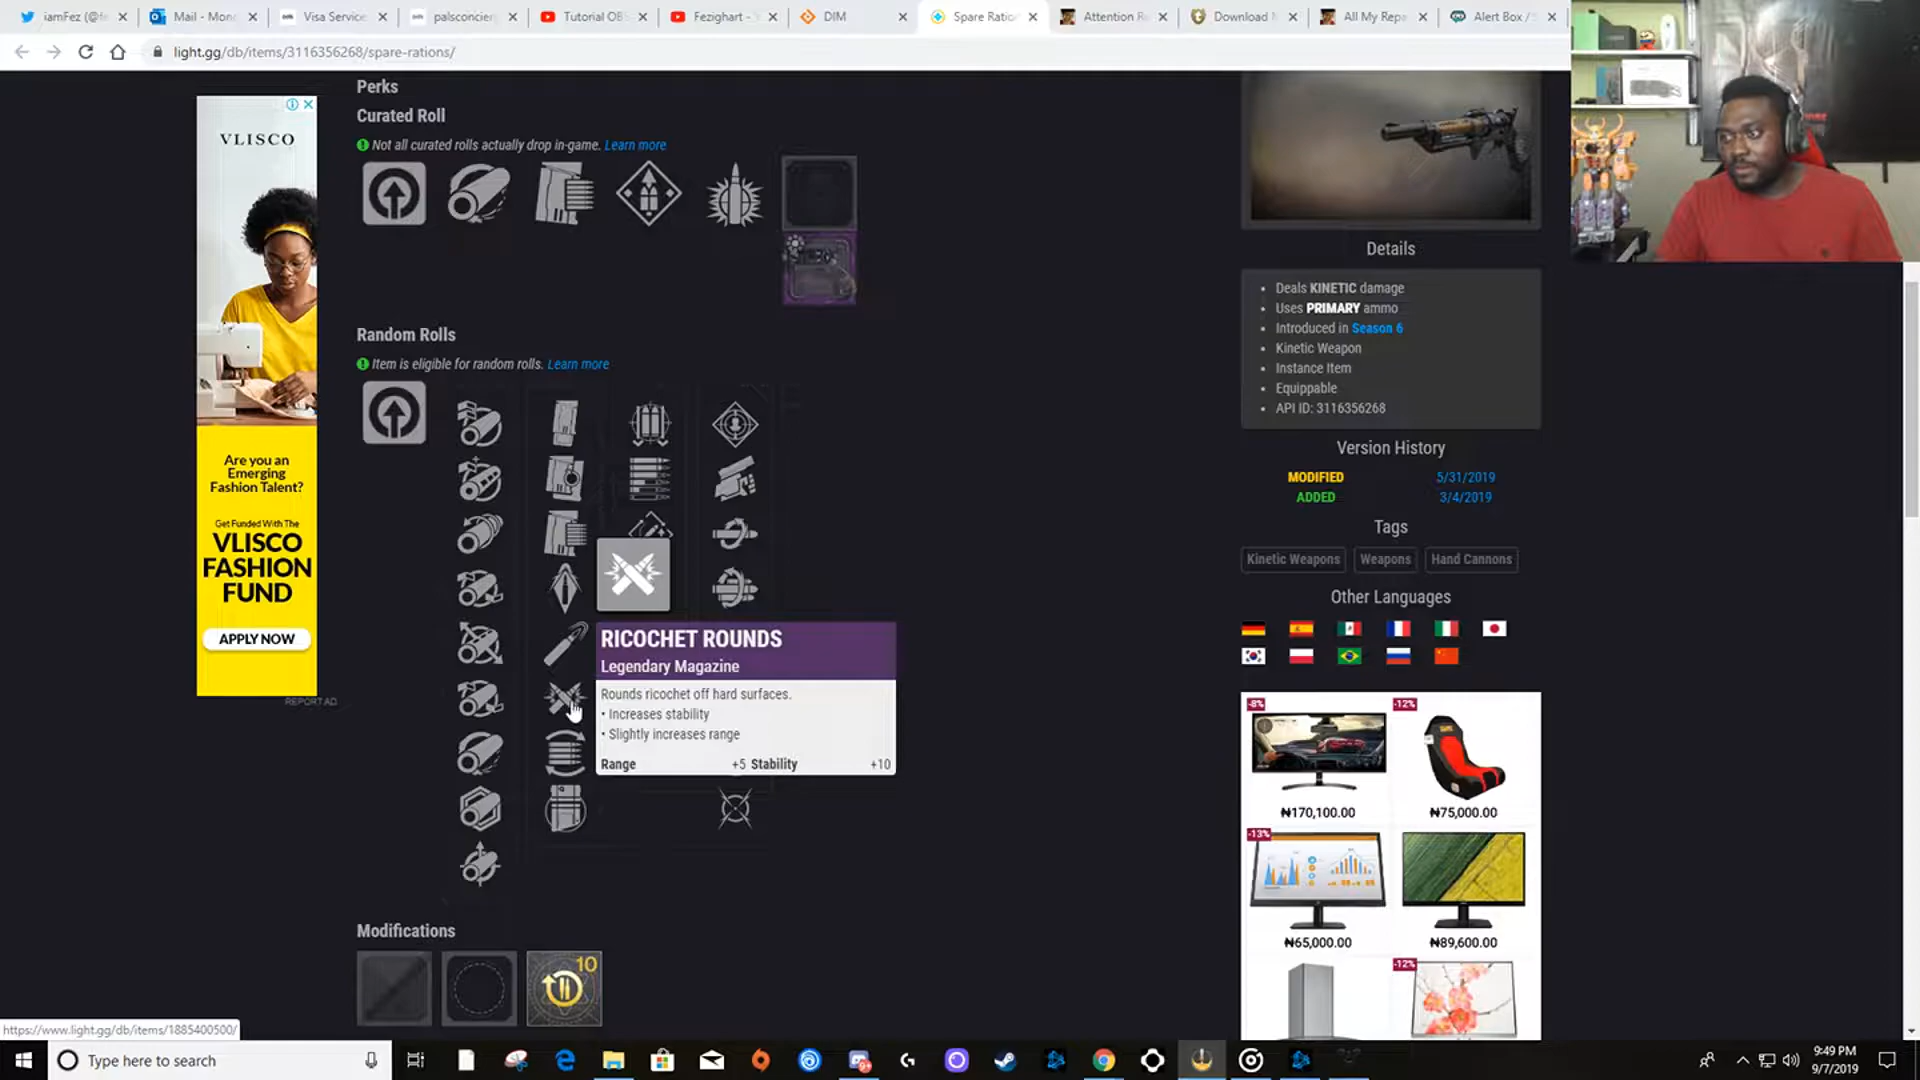 iamFez (@fe
Mail - Mond
Visa Service
palsconcier
Tutorial OBS
Fezighart -
DIM
Spare Ratio
Attention R
Download
All My Repa
Alert Box / S
light.gg/db/items/3116356268/spare-rations/
VLISCO
Are you an
Emerging
Fashion Talent?
Get Funded With The
VLISCO
FASHION
FUND
APPLY NOW
REPORT AD
Perks
Curated Roll
Not all curated rolls actually drop in-game. Learn more
Random Rolls
Item is eligible for random rolls. Learn more
RICOCHET ROUNDS
Legendary Magazine
Rounds ricochet off hard surfaces.
• Increases stability
• Slightly increases range
Range +5 Stability +10
Modifications
10
Details
• Deals KINETIC damage
• Uses PRIMARY ammo
• Introduced in Season 6
• Kinetic Weapon
• Instance Item
• Equippable
• API ID: 3116356268
Version History
MODIFIED 5/31/2019
ADDED 3/4/2019
Tags
Kinetic Weapons Weapons Hand Cannons
Other Languages
-8% -12%
₦170,100.00 ₦75,000.00
-13%
₦65,000.00 ₦89,600.00
-12%
https://www.light.gg/db/items/1885400500/
Type here to search
9:49 PM
9/7/2019